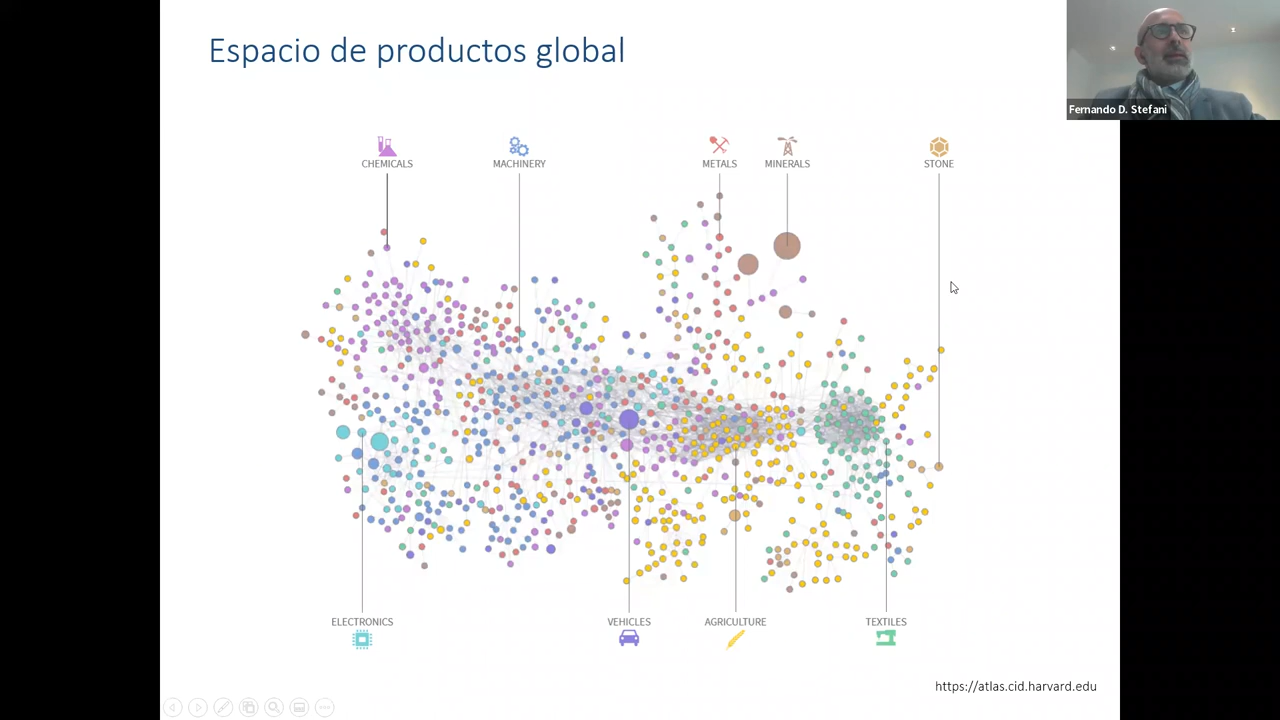 Espacio de productos global
Fernando D. Stefani
CHEMICALS
MACHINERY
METALS
MINERALS
STONE
ELECTRONICS
VEHICLES
AGRICULTURE
TEXTILES
https://atlas.cid.harvard.edu